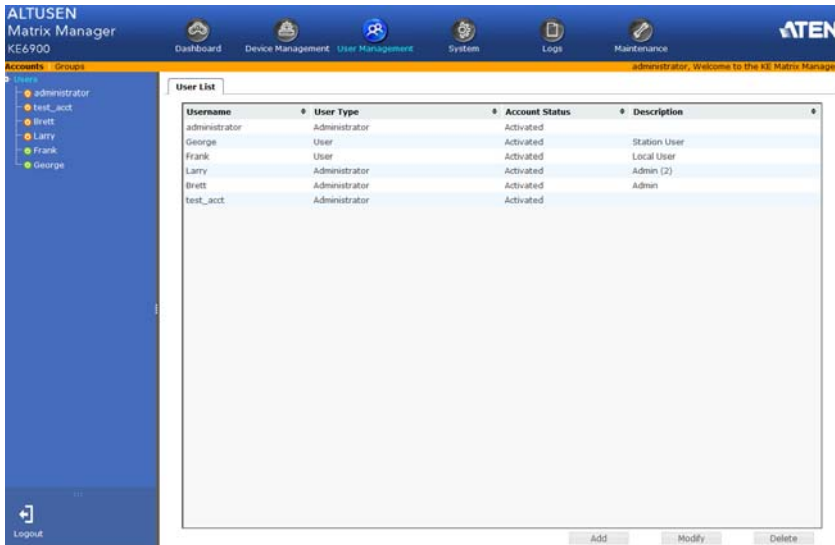 ALTUSEN
Matrix Manager
KE6900
Dashboard Device Management User Management System Logs Maintenance
ATEN
Accounts Groups
administrator, Welcome to the KE Matrix Manage
Users
administrator
test_acct
Brett
Larry
Frank
George
User List
Username User Type Account Status Description
administrator Administrator Activated
George User Activated Station User
Frank User Activated Local User
Larry Administrator Activated Admin (2)
Brett Administrator Activated Admin
test_acct Administrator Activated
Logout
Add Modify Delete